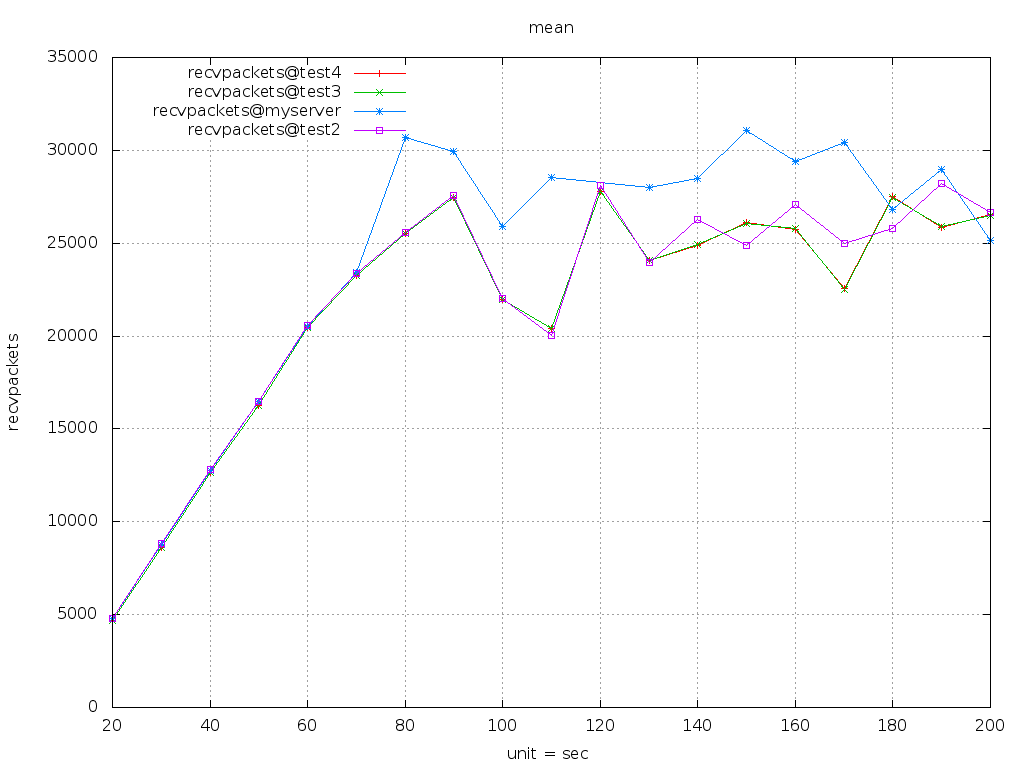 mean
35000
30000
25000
20000
15000
10000
5000
0
recvpackets@test4
recvpackets@test3
recvpackets@myserver
recvpackets@test2
recvpackets
20 40 60 80 100 120 140 160 180 200
unit = sec